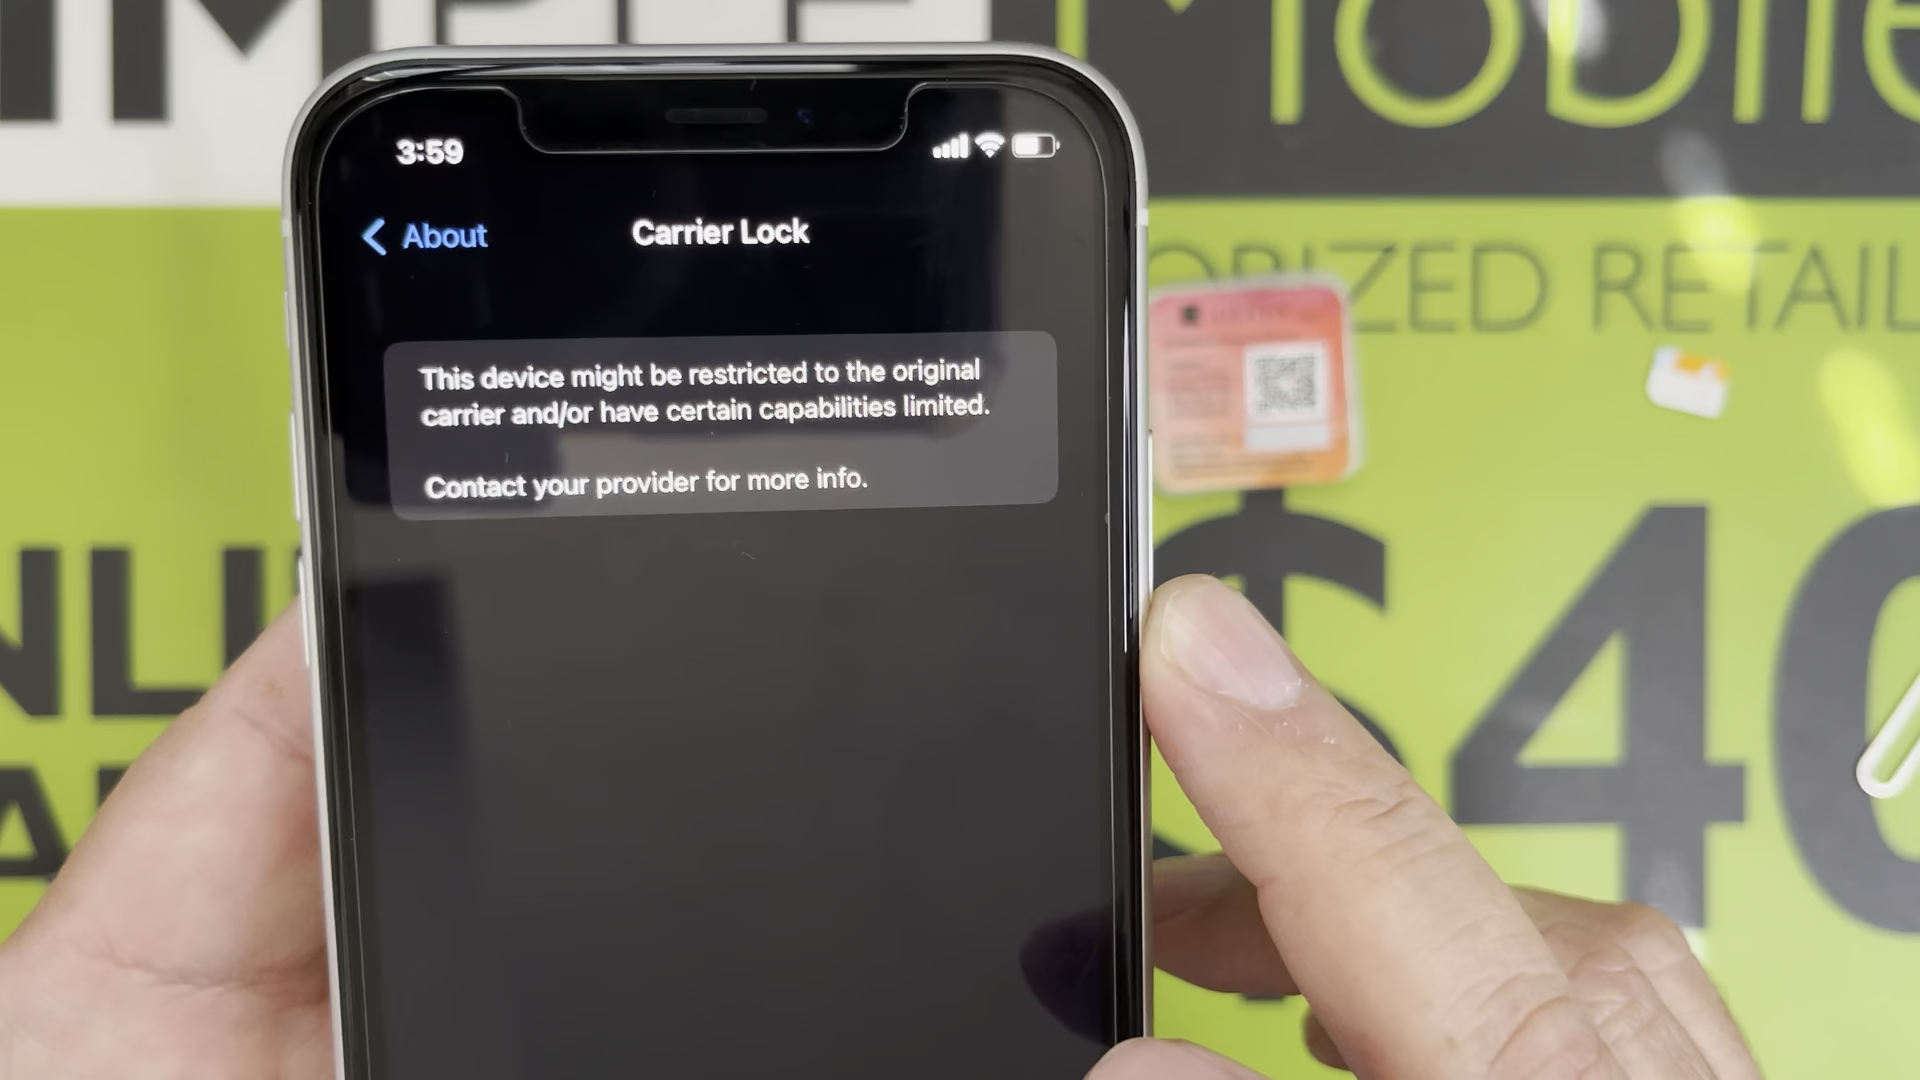 Mobile
3:59
About
Carrier Lock
ORIZED RETAIL
This device might be restricted to the original
carrier and/or have certain capabilities limited.
Contact your provider for more info.
$40